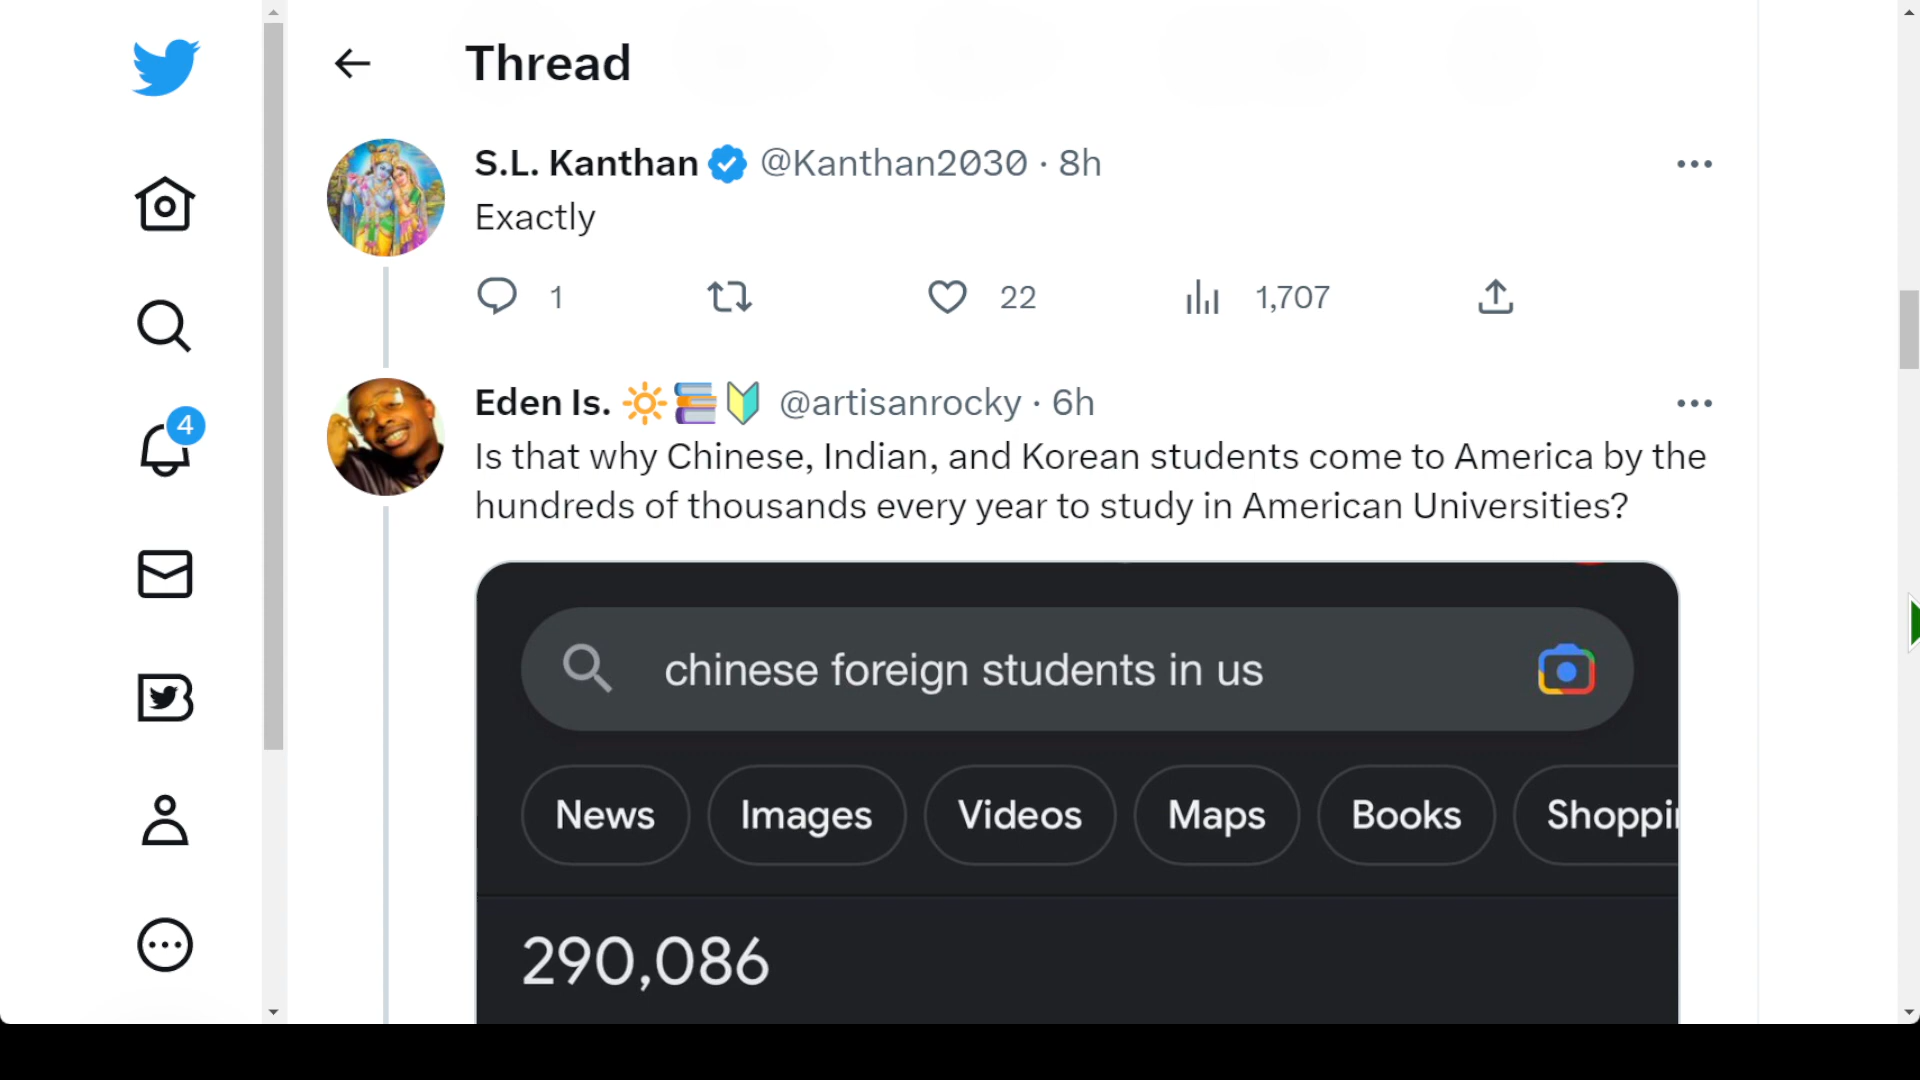 Thread
S.L. Kanthan @Kanthan2030 · 8h
Exactly
1 22 1,707
4
Eden Is. 🔆📚🔰 @artisanrocky · 6h
Is that why Chinese, Indian, and Korean students come to America by the
hundreds of thousands every year to study in American Universities?
chinese foreign students in us
News Images Videos Maps Books Shoppi
290,086